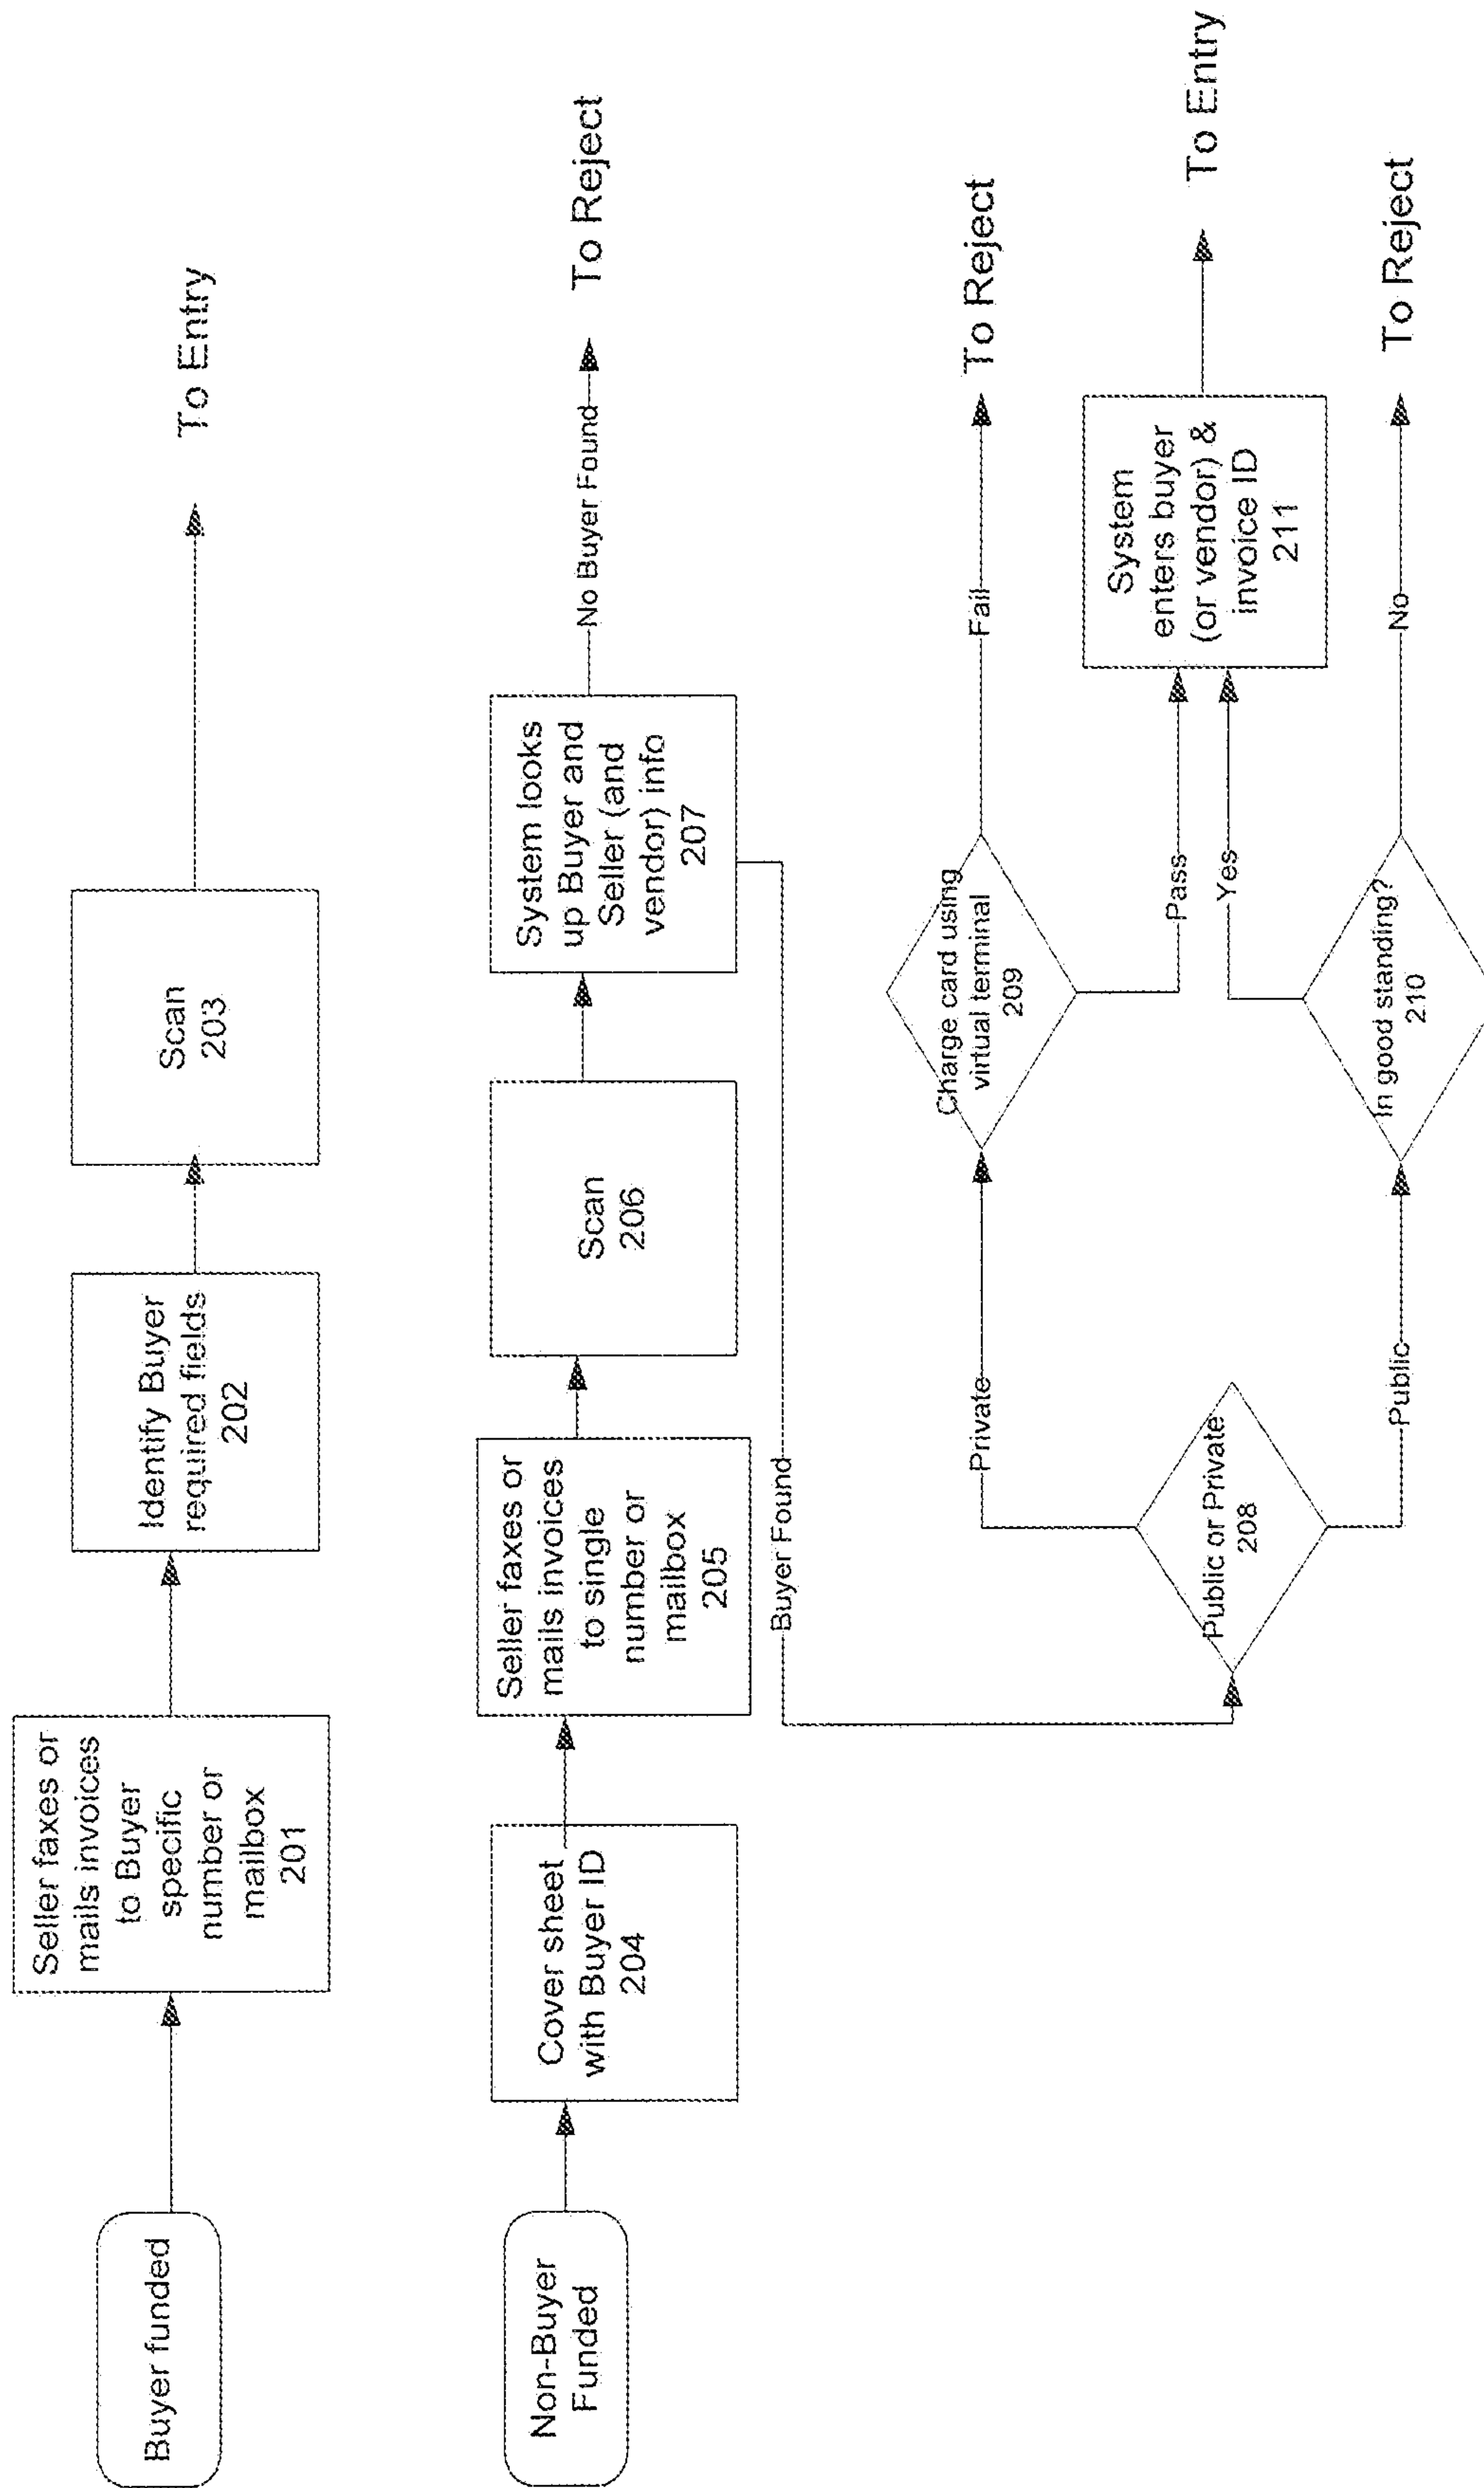 Buyer funded
Seller faxes or
mails invoices
to Buyer
specific
number or
mailbox
201
Identify Buyer
required fields
202
Scan
203
To Entry
Non-Buyer
Funded
Cover sheet
with Buyer ID
204
Seller faxes or
mails invoices
to single
number or
mailbox
205
Scan
206
System looks
up Buyer and
Seller (and
vendor) info
207
No Buyer Found
To Reject
Buyer Found
Public or Private
208
Private
Charge card using
virtual terminal
209
Fail
To Reject
Pass
System
enters buyer
(or vendor) &
invoice ID
211
To Entry
Yes
Public
In good standing?
210
No
To Reject